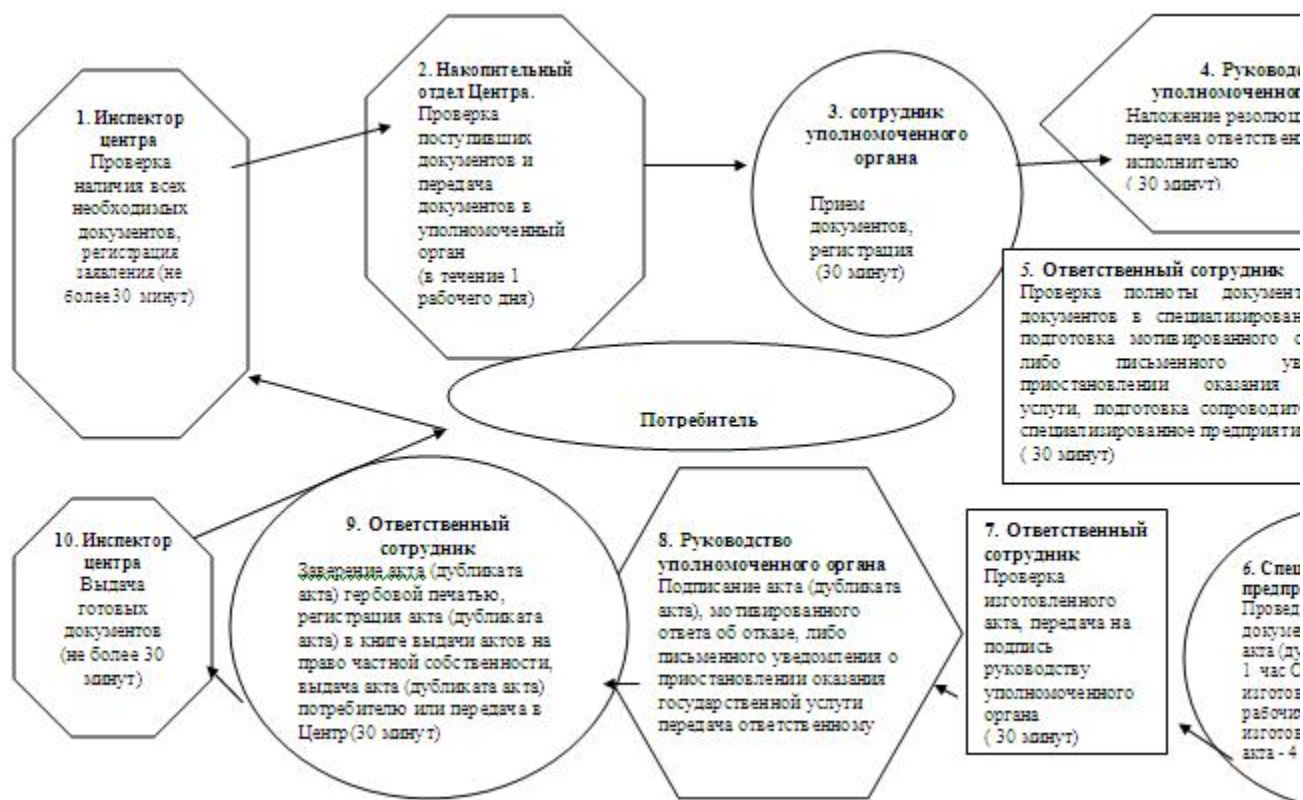 1. Инспектор
центра
Проверка
наличия всех
необходимых
документов,
регистрация
заявления (не
более30 минут)
2. Накопительный
отдел Центра.
Проверка
поступивших
документов и
передача
документов в
уполномоченный
орган
(в течение 1
рабочего дня)
3. сотрудник
уполномоченного
органа
Прием
документов,
регистрация
(30 минут)
4. Руковод
уполномоченног
Наложение резолюц
передача ответствен
исполнителю
( 30 минут)
5. Ответственный сотрудник
Проверка полноты документ
документов в специализирован
подготовка мотивированного о
либо письменного ув
приостановлении оказания
услуги, подготовка сопроводит
специализированное предприяти
( 30 минут)
Потребитель
6. Спец
предпр
Провед
докуме
акта (ду
1 час С
изготов
рабочи
изготов
акта - 4
7. Ответственный
сотрудник
Проверка
изготовленного
акта, передача на
подпись
руководству
уполномоченного
органа
( 30 минут)
8. Руководство
уполномоченного органа
Подписание акта (дубликата
акта), мотивированного
ответа об отказе, либо
письменного уведомления о
приостановлении оказания
государственной услуги
передача ответственному
9. Ответственный
сотрудник
Заверение акта (дубликата
акта) гербовой печатью,
регистрация акта (дубликата
акта) в книге выдачи актов на
право частной собственности,
выдача акта (дубликата акта)
потребителю или передача в
Центр(30 минут)
10. Инспектор
центра
Выдача
готовых
документов
(не более 30
минут)